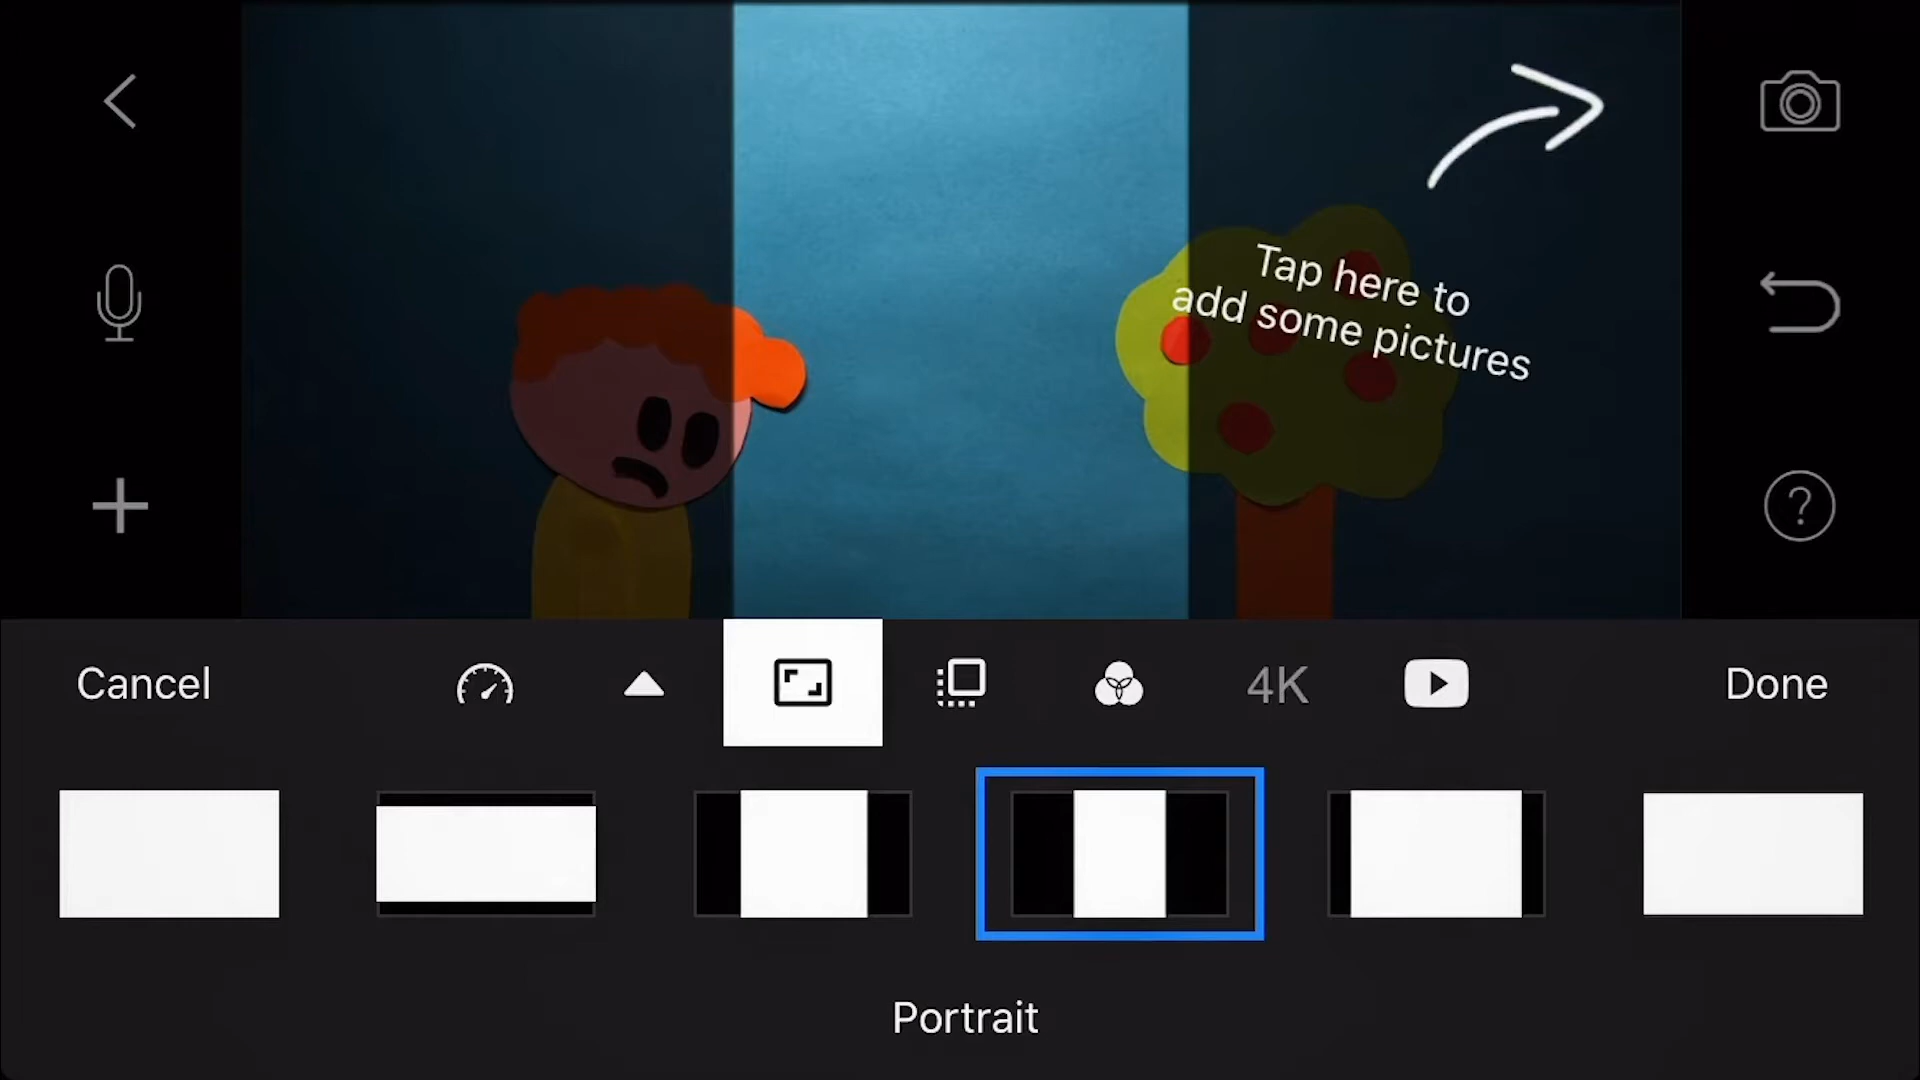 Tap here to
add some pictures
Cancel
4K
Done
Portrait